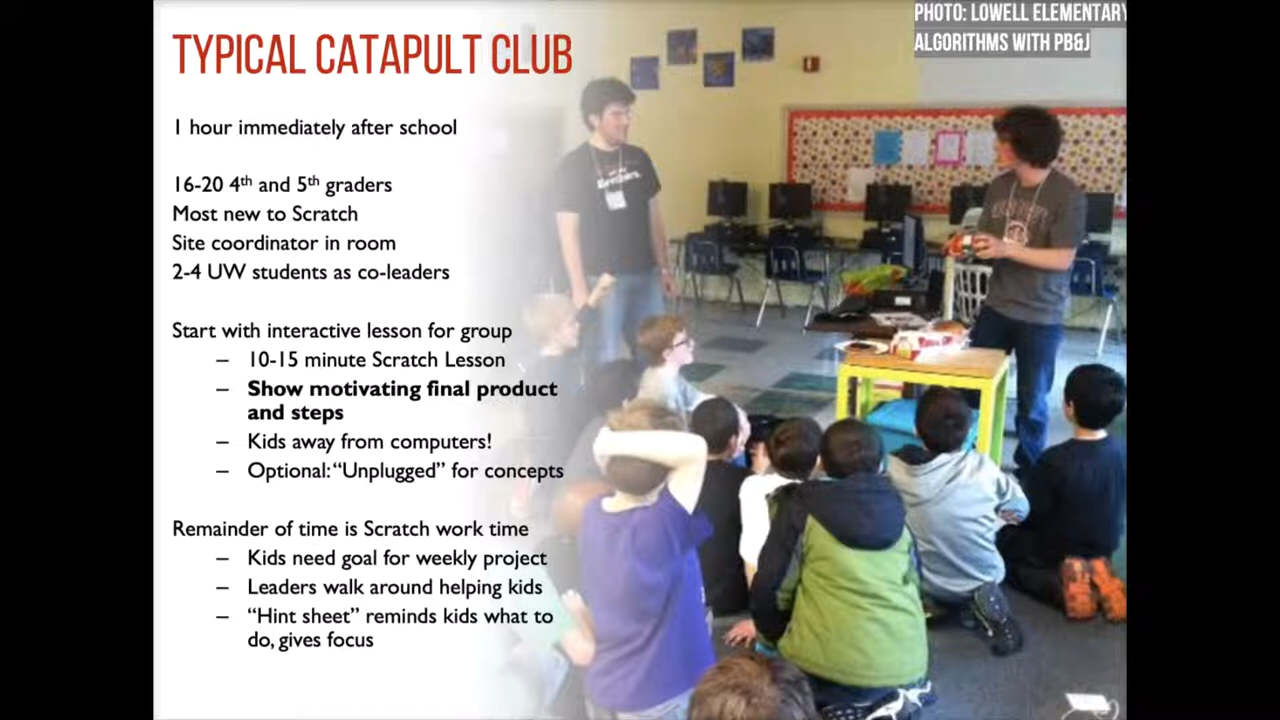 PHOTO: LOWELL ELEMENTARY
ALGORITHMS WITH PB&J
TYPICAL CATAPULT CLUB
1 hour immediately after school
16-20 4th and 5th graders
Most new to Scratch
Site coordinator in room
2-4 UW students as co-leaders
Start with interactive lesson for group
– 10-15 minute Scratch Lesson
– Show motivating final product
and steps
– Kids away from computers!
– Optional: “Unplugged” for concepts
Remainder of time is Scratch work time
– Kids need goal for weekly project
– Leaders walk around helping kids
– “Hint sheet” reminds kids what to
do, gives focus